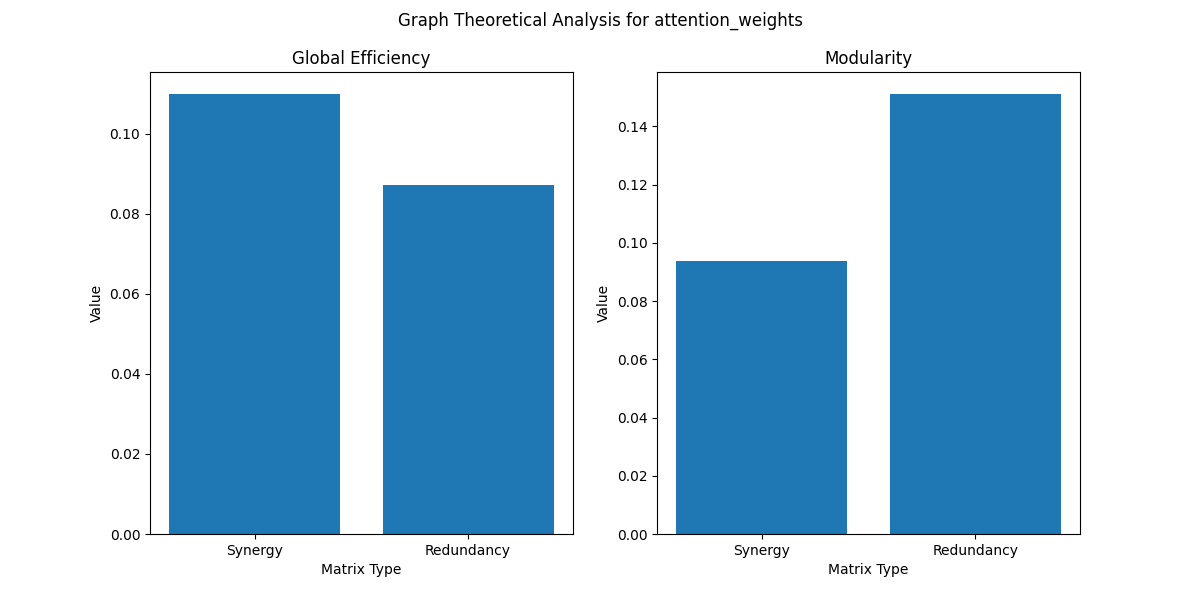 Graph Theoretical Analysis for attention_weights
Global Efficiency
0.10
0.08
0.06
0.04
0.02
0.00
Value
Synergy Redundancy
Matrix Type
Modularity
0.14
0.12
0.10
0.08
0.06
0.04
0.02
0.00
Value
Synergy Redundancy
Matrix Type